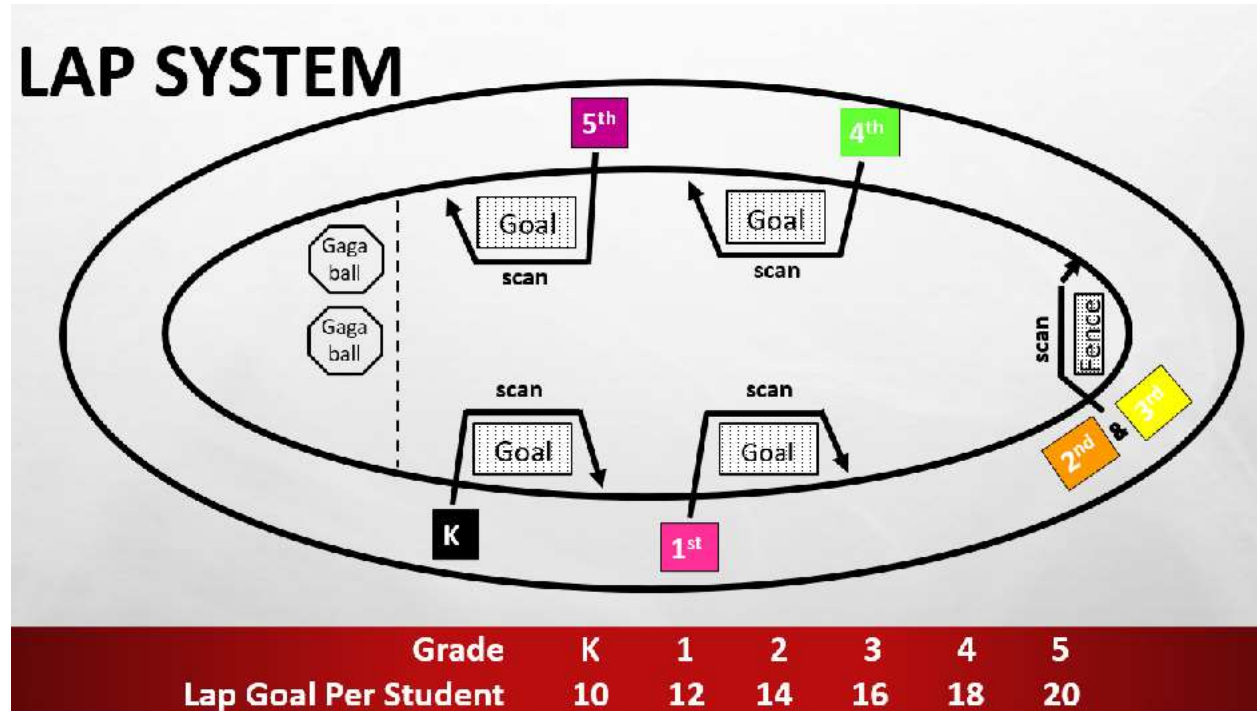 LAP SYSTEM
5th
4th
Goal
scan
Goal
scan
Gaga
ball
Gaga
ball
scan
Fence
scan
Goal
scan
Goal
2nd & 3rd
K
1st
Grade K 1 2 3 4 5
Lap Goal Per Student 10 12 14 16 18 20